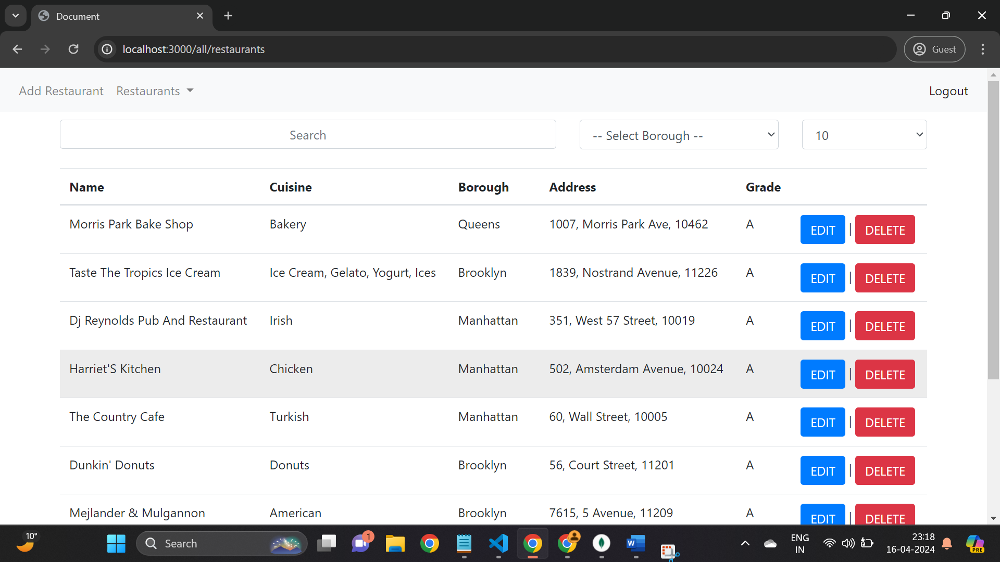 Document
localhost:3000/all/restaurants
Guest
Add Restaurant Restaurants Logout
Search -- Select Borough -- 10
Name Cuisine Borough Address Grade
Morris Park Bake Shop Bakery Queens 1007, Morris Park Ave, 10462 A EDIT | DELETE
Taste The Tropics Ice Cream Ice Cream, Gelato, Yogurt, Ices Brooklyn 1839, Nostrand Avenue, 11226 A EDIT | DELETE
Dj Reynolds Pub And Restaurant Irish Manhattan 351, West 57 Street, 10019 A EDIT | DELETE
Harriet'S Kitchen Chicken Manhattan 502, Amsterdam Avenue, 10024 A EDIT | DELETE
The Country Cafe Turkish Manhattan 60, Wall Street, 10005 A EDIT | DELETE
Dunkin' Donuts Donuts Brooklyn 56, Court Street, 11201 A EDIT | DELETE
Mejlander & Mulgannon American Brooklyn 7615, 5 Avenue, 11209 A EDIT | DELETE
10°
Search
1
W
ENG
IN
23:18
16-04-2024
PRE